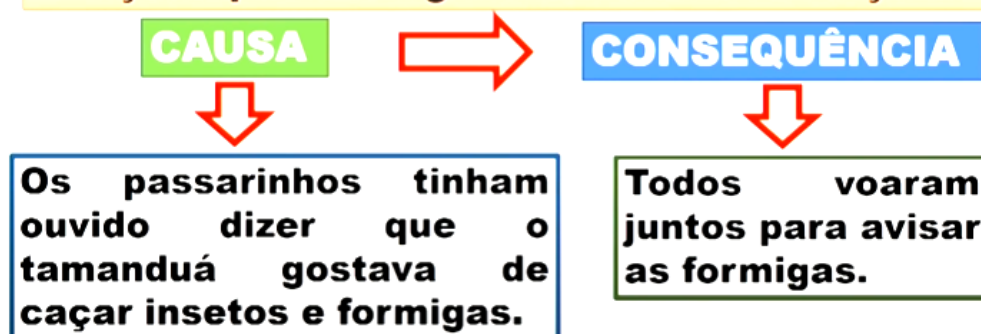 CAUSA
CONSEQUÊNCIA
Os passarinhos tinham
ouvido dizer que o
tamanduá gostava de
caçar insetos e formigas.
Todos voaram
juntos para avisar
as formigas.